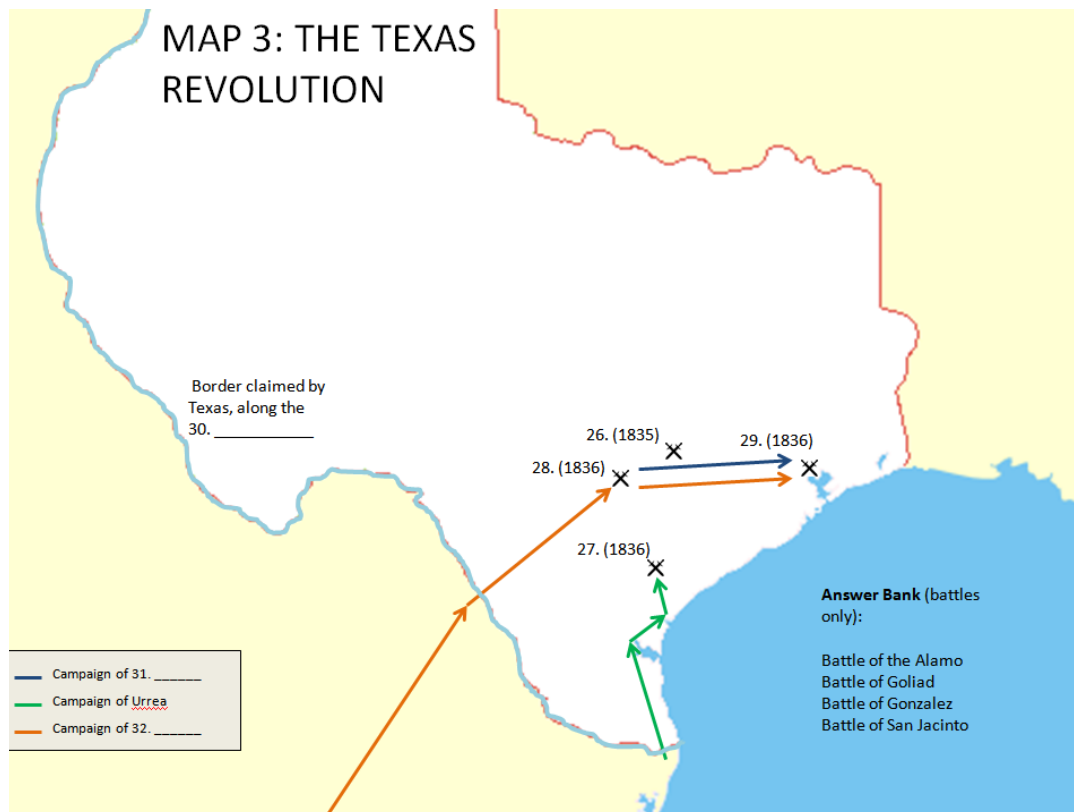 MAP 3: THE TEXAS
REVOLUTION
Border claimed by
Texas, along the
30. ___________
26. (1835)
29. (1836)
28. (1836)
27. (1836)
Campaign of 31. ______
Campaign of Urrea
Campaign of 32. ______
Answer Bank (battles
only):
Battle of the Alamo
Battle of Goliad
Battle of Gonzalez
Battle of San Jacinto